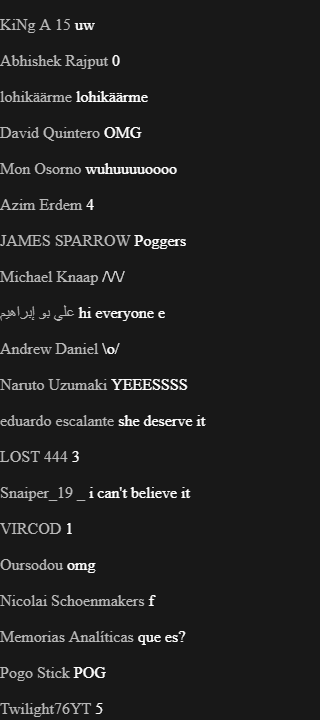 KiNg A 15 uw
Abhishek Rajput 0
lohikäärme lohikäärme
David Quintero OMG
Mon Osorno wuhuuuuoooo
Azim Erdem 4
JAMES SPARROW Poggers
Michael Knaap /\/\/
علي بو إبراهيم hi everyone e
Andrew Daniel \o/
Naruto Uzumaki YEEESSSS
eduardo escalante she deserve it
LOST 444 3
Snaiper_19 _ i can't believe it
VIRCOD 1
Oursodou omg
Nicolai Schoenmakers f
Memorias Analíticas que es?
Pogo Stick POG
Twilight76YT 5